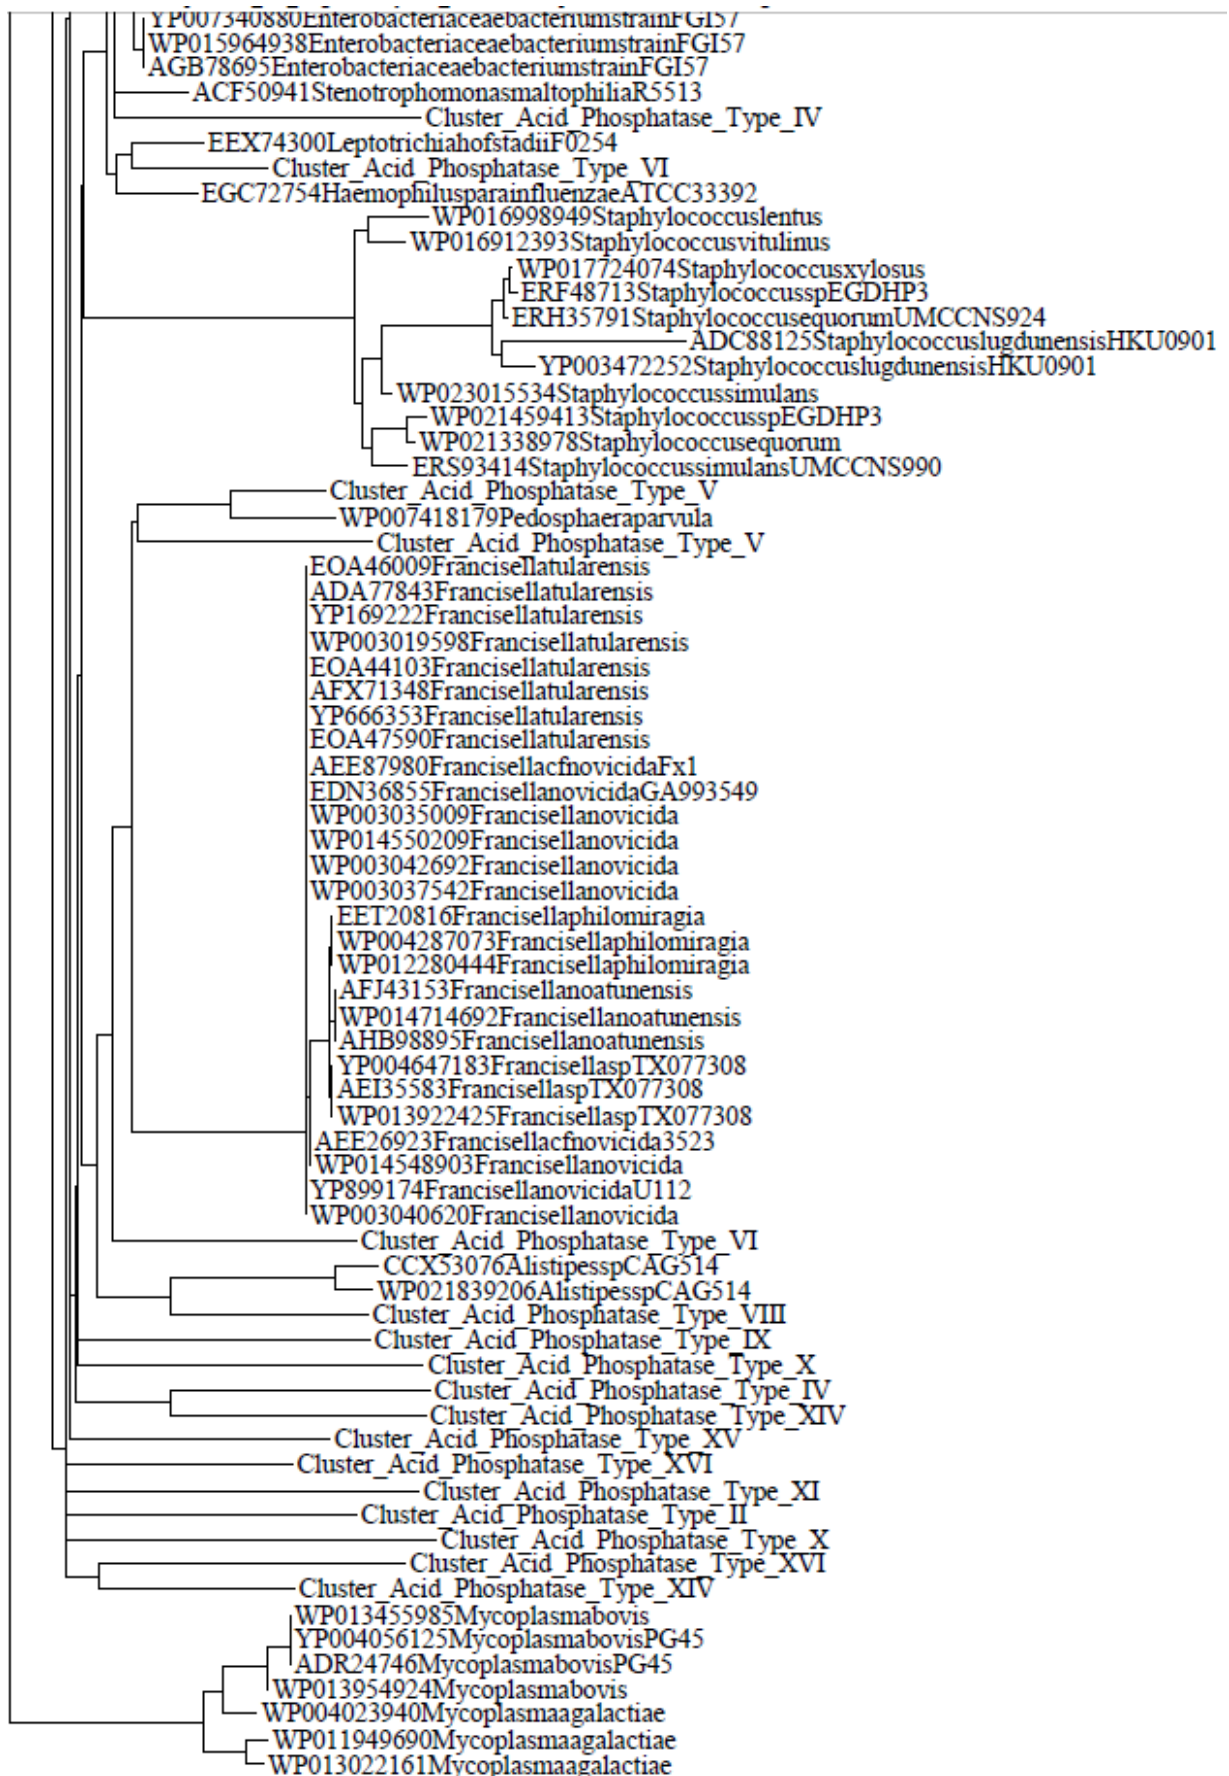 YP007340880EnterobacteriaceaebacteriumstrainFGI57
WP015964938EnterobacteriaceaebacteriumstrainFGI57
AGB78695EnterobacteriaceaebacteriumstrainFGI57
ACF50941StenotrophomonasmaltophiliaR5513
Cluster_Acid_Phosphatase_Type_IV
EEX74300LeptotrichiahofstadiiF0254
Cluster_Acid_Phosphatase_Type_VI
EGC72754HaemophilusparainfluenzaeATCC33392
WP016998949Staphylococcuslentus
WP016912393Staphylococcusvitulinus
WP017724074Staphylococcusxylosus
ERF48713StaphylococcusspEGDHP3
ERH35791StaphylococcusequorumUMCCNS924
ADC88125StaphylococcuslugdunensisHKU0901
YP003472252StaphylococcuslugdunensisHKU0901
WP023015534Staphylococcussimulans
WP021459413StaphylococcusspEGDHP3
WP021338978Staphylococcusequorum
ERS93414StaphylococcussimulansUMCCNS990
Cluster_Acid_Phosphatase_Type_V
WP007418179Pedosphaeraparvula
Cluster_Acid_Phosphatase_Type_V
EOA46009Francisellatularensis
ADA77843Francisellatularensis
YP169222Francisellatularensis
WP003019598Francisellatularensis
EOA44103Francisellatularensis
AFX71348Francisellatularensis
YP666353Francisellatularensis
EOA47590Francisellatularensis
AEE87980FrancisellacfnovicidaFx1
EDN36855FrancisellanovicidaGA993549
WP003035009Francisellanovicida
WP014550209Francisellanovicida
WP003042692Francisellanovicida
WP003037542Francisellanovicida
EET20816Francisellaphilomiragia
WP004287073Francisellaphilomiragia
WP012280444Francisellaphilomiragia
AFJ43153Francisellanoatunensis
WP014714692Francisellanoatunensis
AHB98895Francisellanoatunensis
YP004647183FrancisellaspTX077308
AEI35583FrancisellaspTX077308
WP013922425FrancisellaspTX077308
AEE26923Francisellacfnovicida3523
WP014548903Francisellanovicida
YP899174FrancisellanovicidaU112
WP003040620Francisellanovicida
Cluster_Acid_Phosphatase_Type_VI
CCX53076AlistipesspCAG514
WP021839206AlistipesspCAG514
Cluster_Acid_Phosphatase_Type_VIII
Cluster_Acid_Phosphatase_Type_IX
Cluster_Acid_Phosphatase_Type_X
Cluster_Acid_Phosphatase_Type_IV
Cluster_Acid_Phosphatase_Type_XIV
Cluster_Acid_Phosphatase_Type_XV
Cluster_Acid_Phosphatase_Type_XVI
Cluster_Acid_Phosphatase_Type_XI
Cluster_Acid_Phosphatase_Type_II
Cluster_Acid_Phosphatase_Type_X
Cluster_Acid_Phosphatase_Type_XVI
Cluster_Acid_Phosphatase_Type_XIV
WP013455985Mycoplasmabovis
YP004056125MycoplasmabovisPG45
ADR24746MycoplasmabovisPG45
WP013954924Mycoplasmabovis
WP004023940Mycoplasmaagalactiae
WP011949690Mycoplasmaagalactiae
WP013022161Mycoplasmaagalactiae